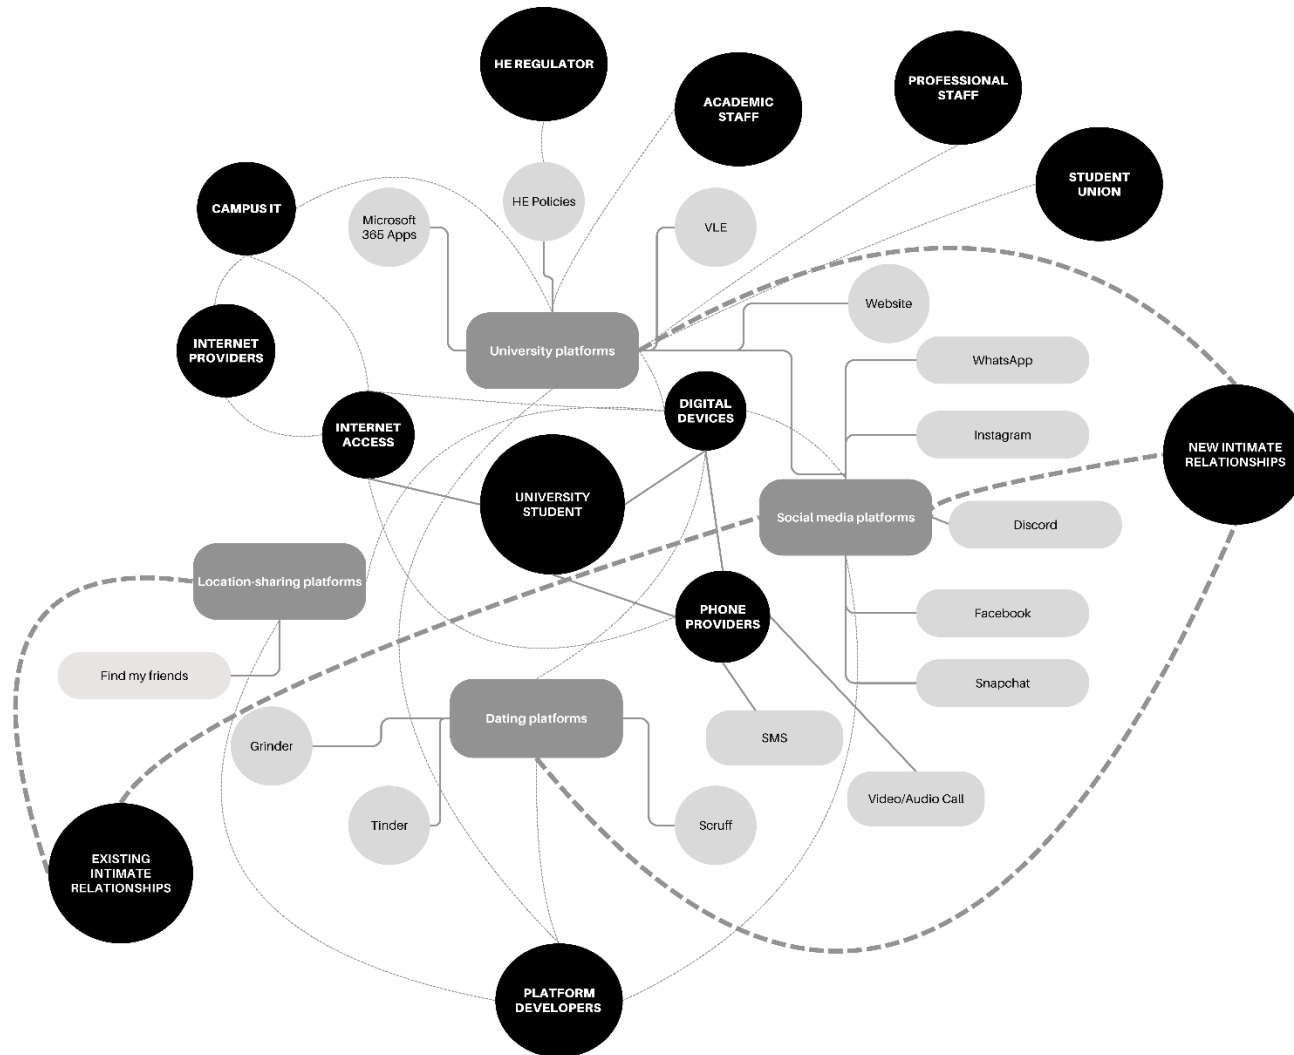 HE REGULATOR
ACADEMIC
STAFF
PROFESSIONAL
STAFF
STUDENT
UNION
CAMPUS IT
Microsoft
365 Apps
HE Policies
VLE
Website
INTERNET
PROVIDERS
University platforms
WhatsApp
DIGITAL
DEVICES
INTERNET
ACCESS
Instagram
NEW INTIMATE
RELATIONSHIPS
UNIVERSITY
STUDENT
Social media platforms
Discord
Location-sharing platforms
PHONE
PROVIDERS
Facebook
Find my friends
Snapchat
Dating platforms
SMS
Grinder
Video/Audio Call
Tinder
Scruff
EXISTING
INTIMATE
RELATIONSHIPS
PLATFORM
DEVELOPERS